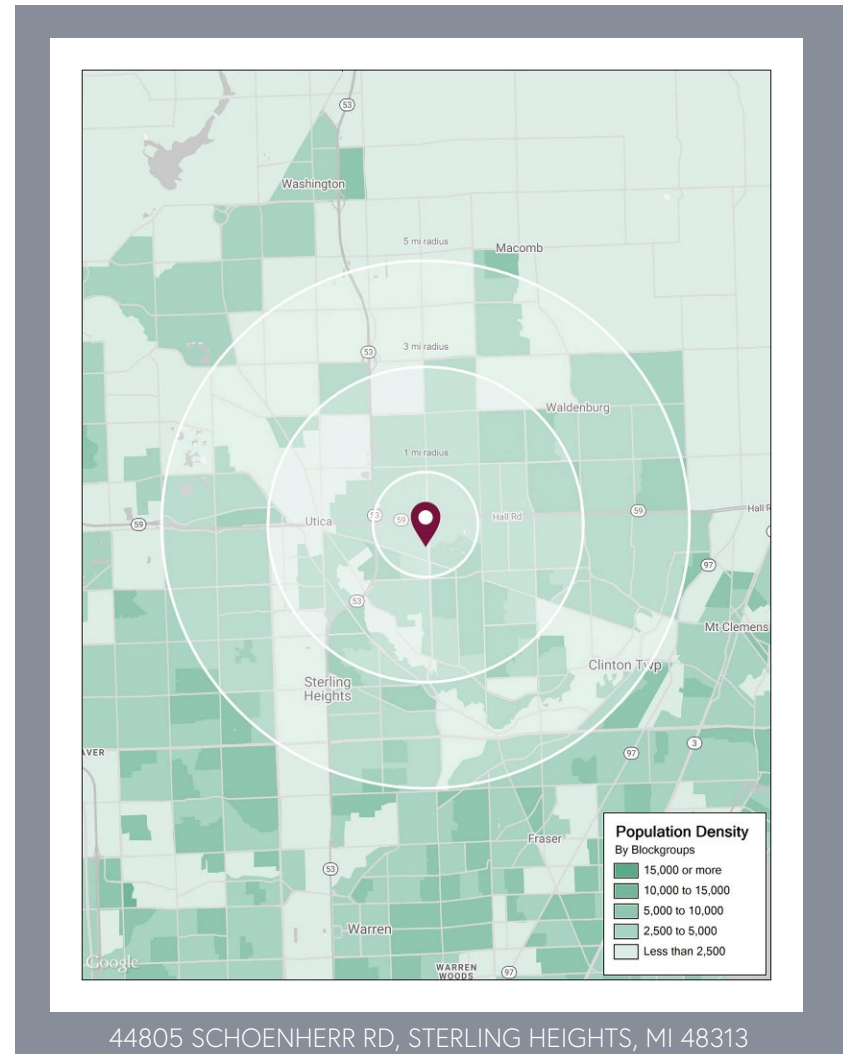 53
Washington
5 mi radius
Macomb
3 mi radius
53
Waldenburg
1 mi radius
59
Utica
53
59
Hall Rd
59
Hall R
97
53
Mt Clemens
Clinton Twp
Sterling
Heights
AVER
97
3
Fraser
53
Warren
WARREN
WOODS
97
Google
Population Density
By Blockgroups
15,000 or more
10,000 to 15,000
5,000 to 10,000
2,500 to 5,000
Less than 2,500
44805 SCHOENHERR RD, STERLING HEIGHTS, MI 48313